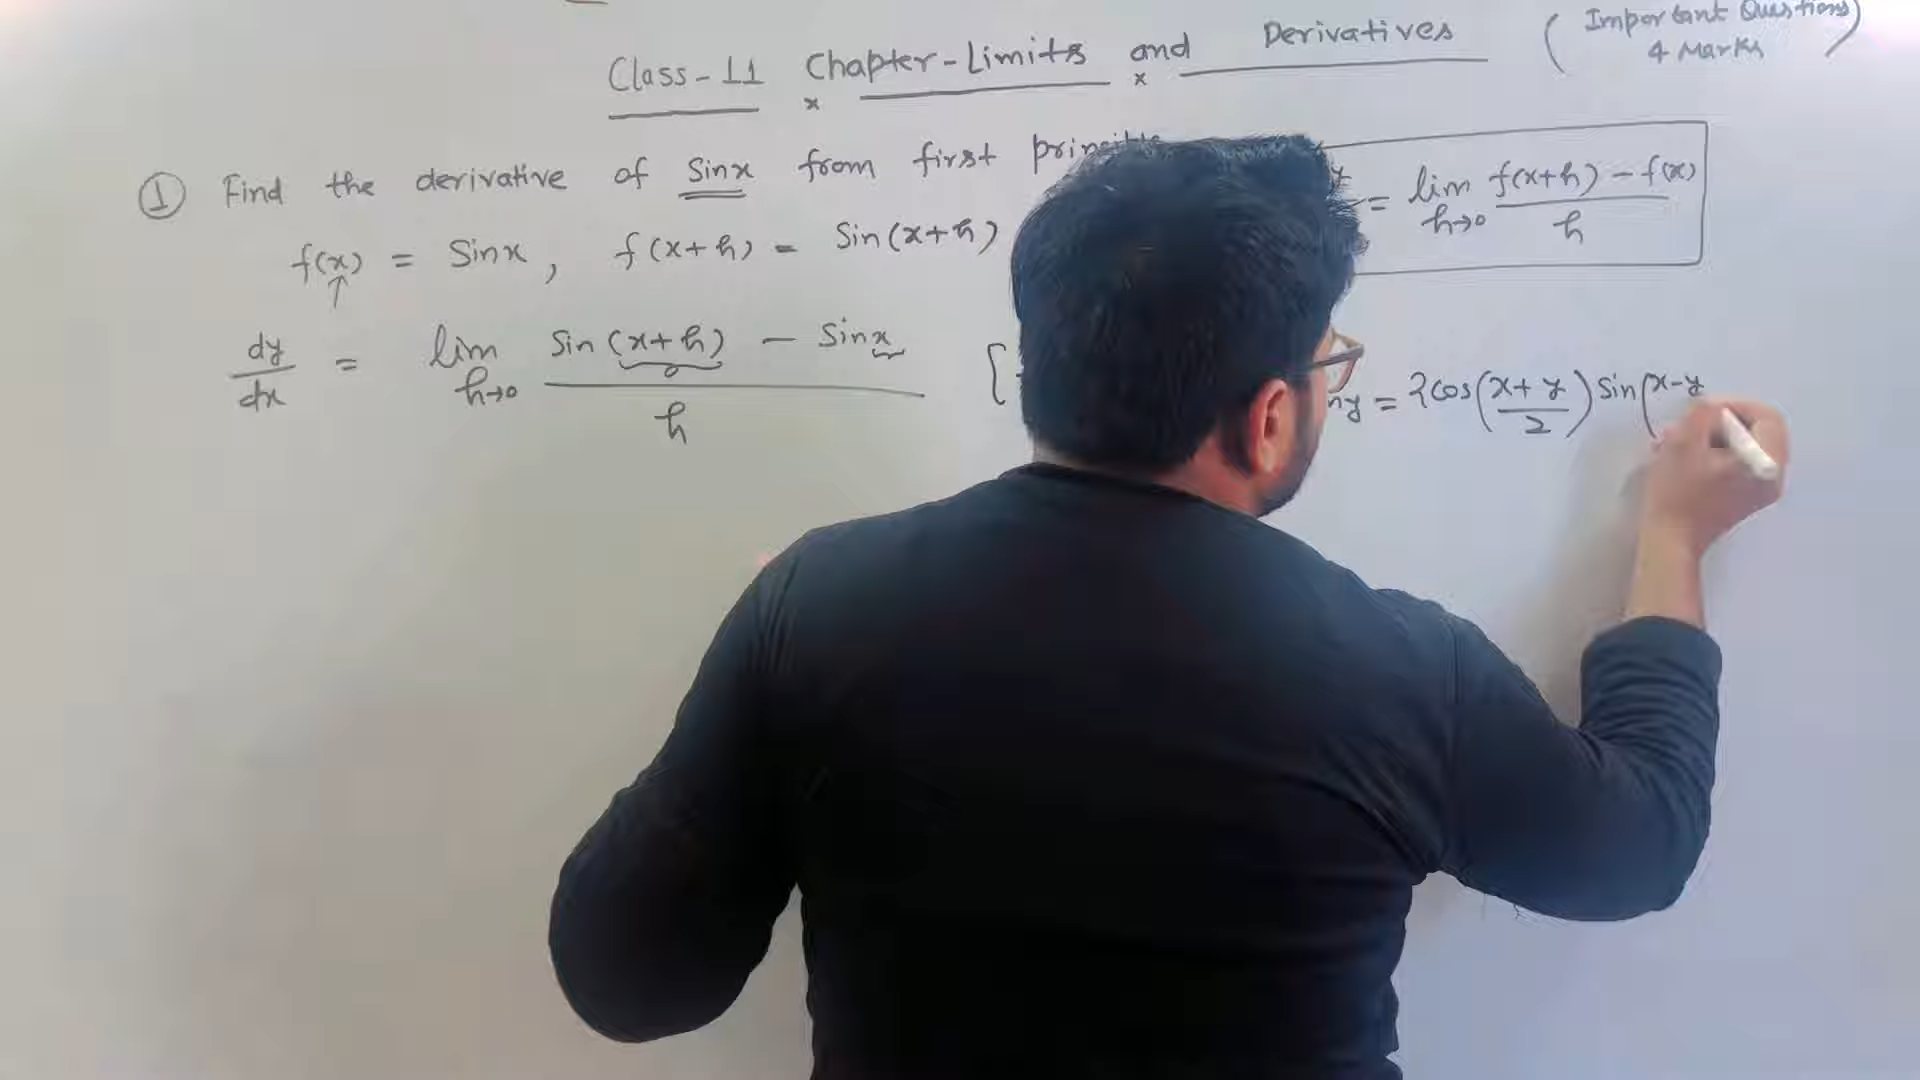 Class-11 Chapter-Limits and Derivatives (Important Questions 4 Marks)
① Find the derivative of Sinx from first
f(x) = Sinx, f(x+h) = Sin(x+h)
= lim h→0 f(x+h) - f(x) / h
dy/dx = lim h→0 Sin(x+h) - Sinx / h [
ny = 2cos(x+y/2) Sin(x-y